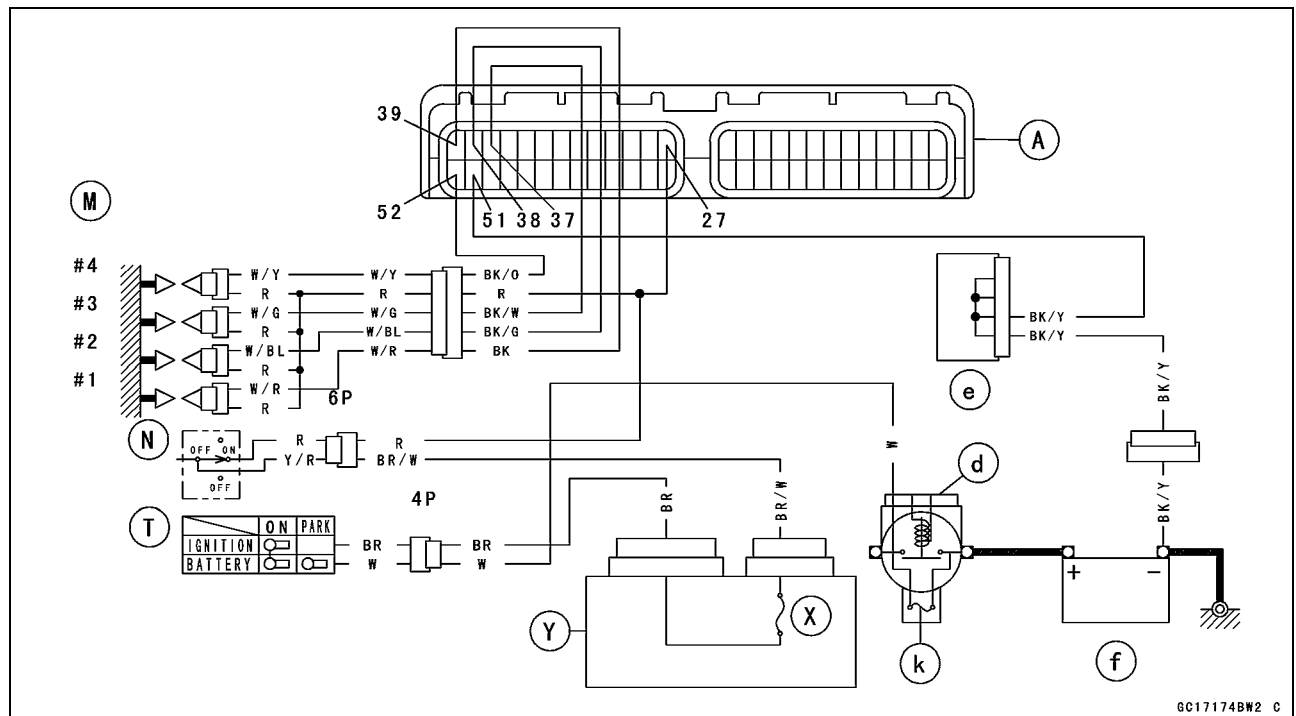 39
A
52
51
38
37
27
M
#4
W/Y
W/Y
BK/O
R
R
R
#3
W/G
W/G
BK/W
R
W/BL
BK/G
#2
W/BL
W/R
BK
R
#1
W/R
6P
R
BK/Y
BK/Y
e
BK/Y
N
OFF ON
OFF
R
R
Y/R
BR/W
4P
W
d
BR
BR/W
BK/Y
T
ON PARK
IGNITION
BATTERY
BR
BR
W
W
+ -
Y
X
k
f
GC17174BW2 C